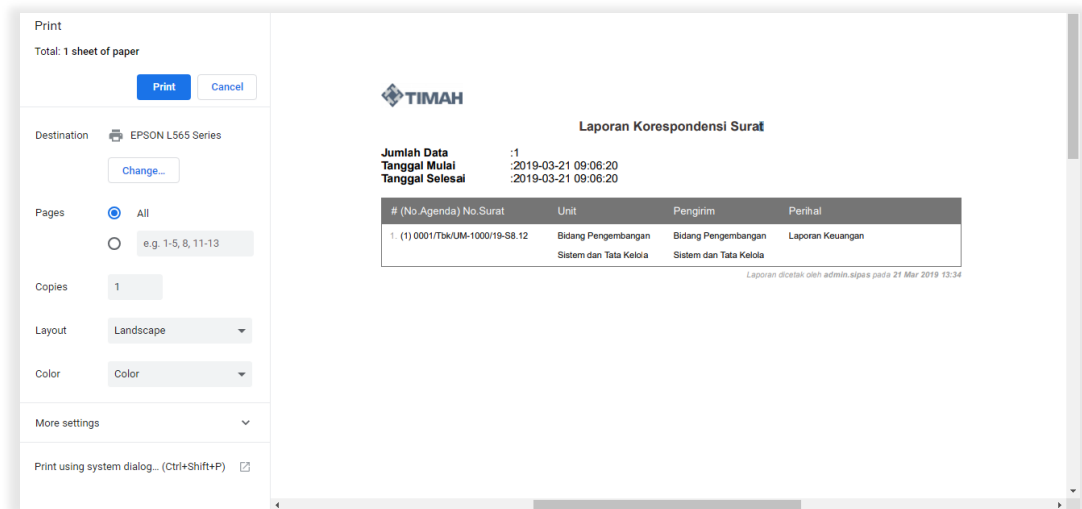 Print
Total: 1 sheet of paper
Print Cancel
Destination EPSON L565 Series
Change...
Pages All
e.g. 1-5, 8, 11-13
Copies 1
Layout Landscape
Color Color
More settings
Print using system dialog... (Ctrl+Shift+P)
TIMAH
Laporan Korespondensi Surat
Jumlah Data :1
Tanggal Mulai :2019-03-21 09:06:20
Tanggal Selesai :2019-03-21 09:06:20
# (No.Agenda) No.Surat Unit Pengirim Perihal
1. (1) 0001/Tbk/UM-1000/19-S8.12 Bidang Pengembangan Bidang Pengembangan Laporan Keuangan
Sistem dan Tata Kelola Sistem dan Tata Kelola
Laporan dicetak oleh admin.sipas pada 21 Mar 2019 13:34